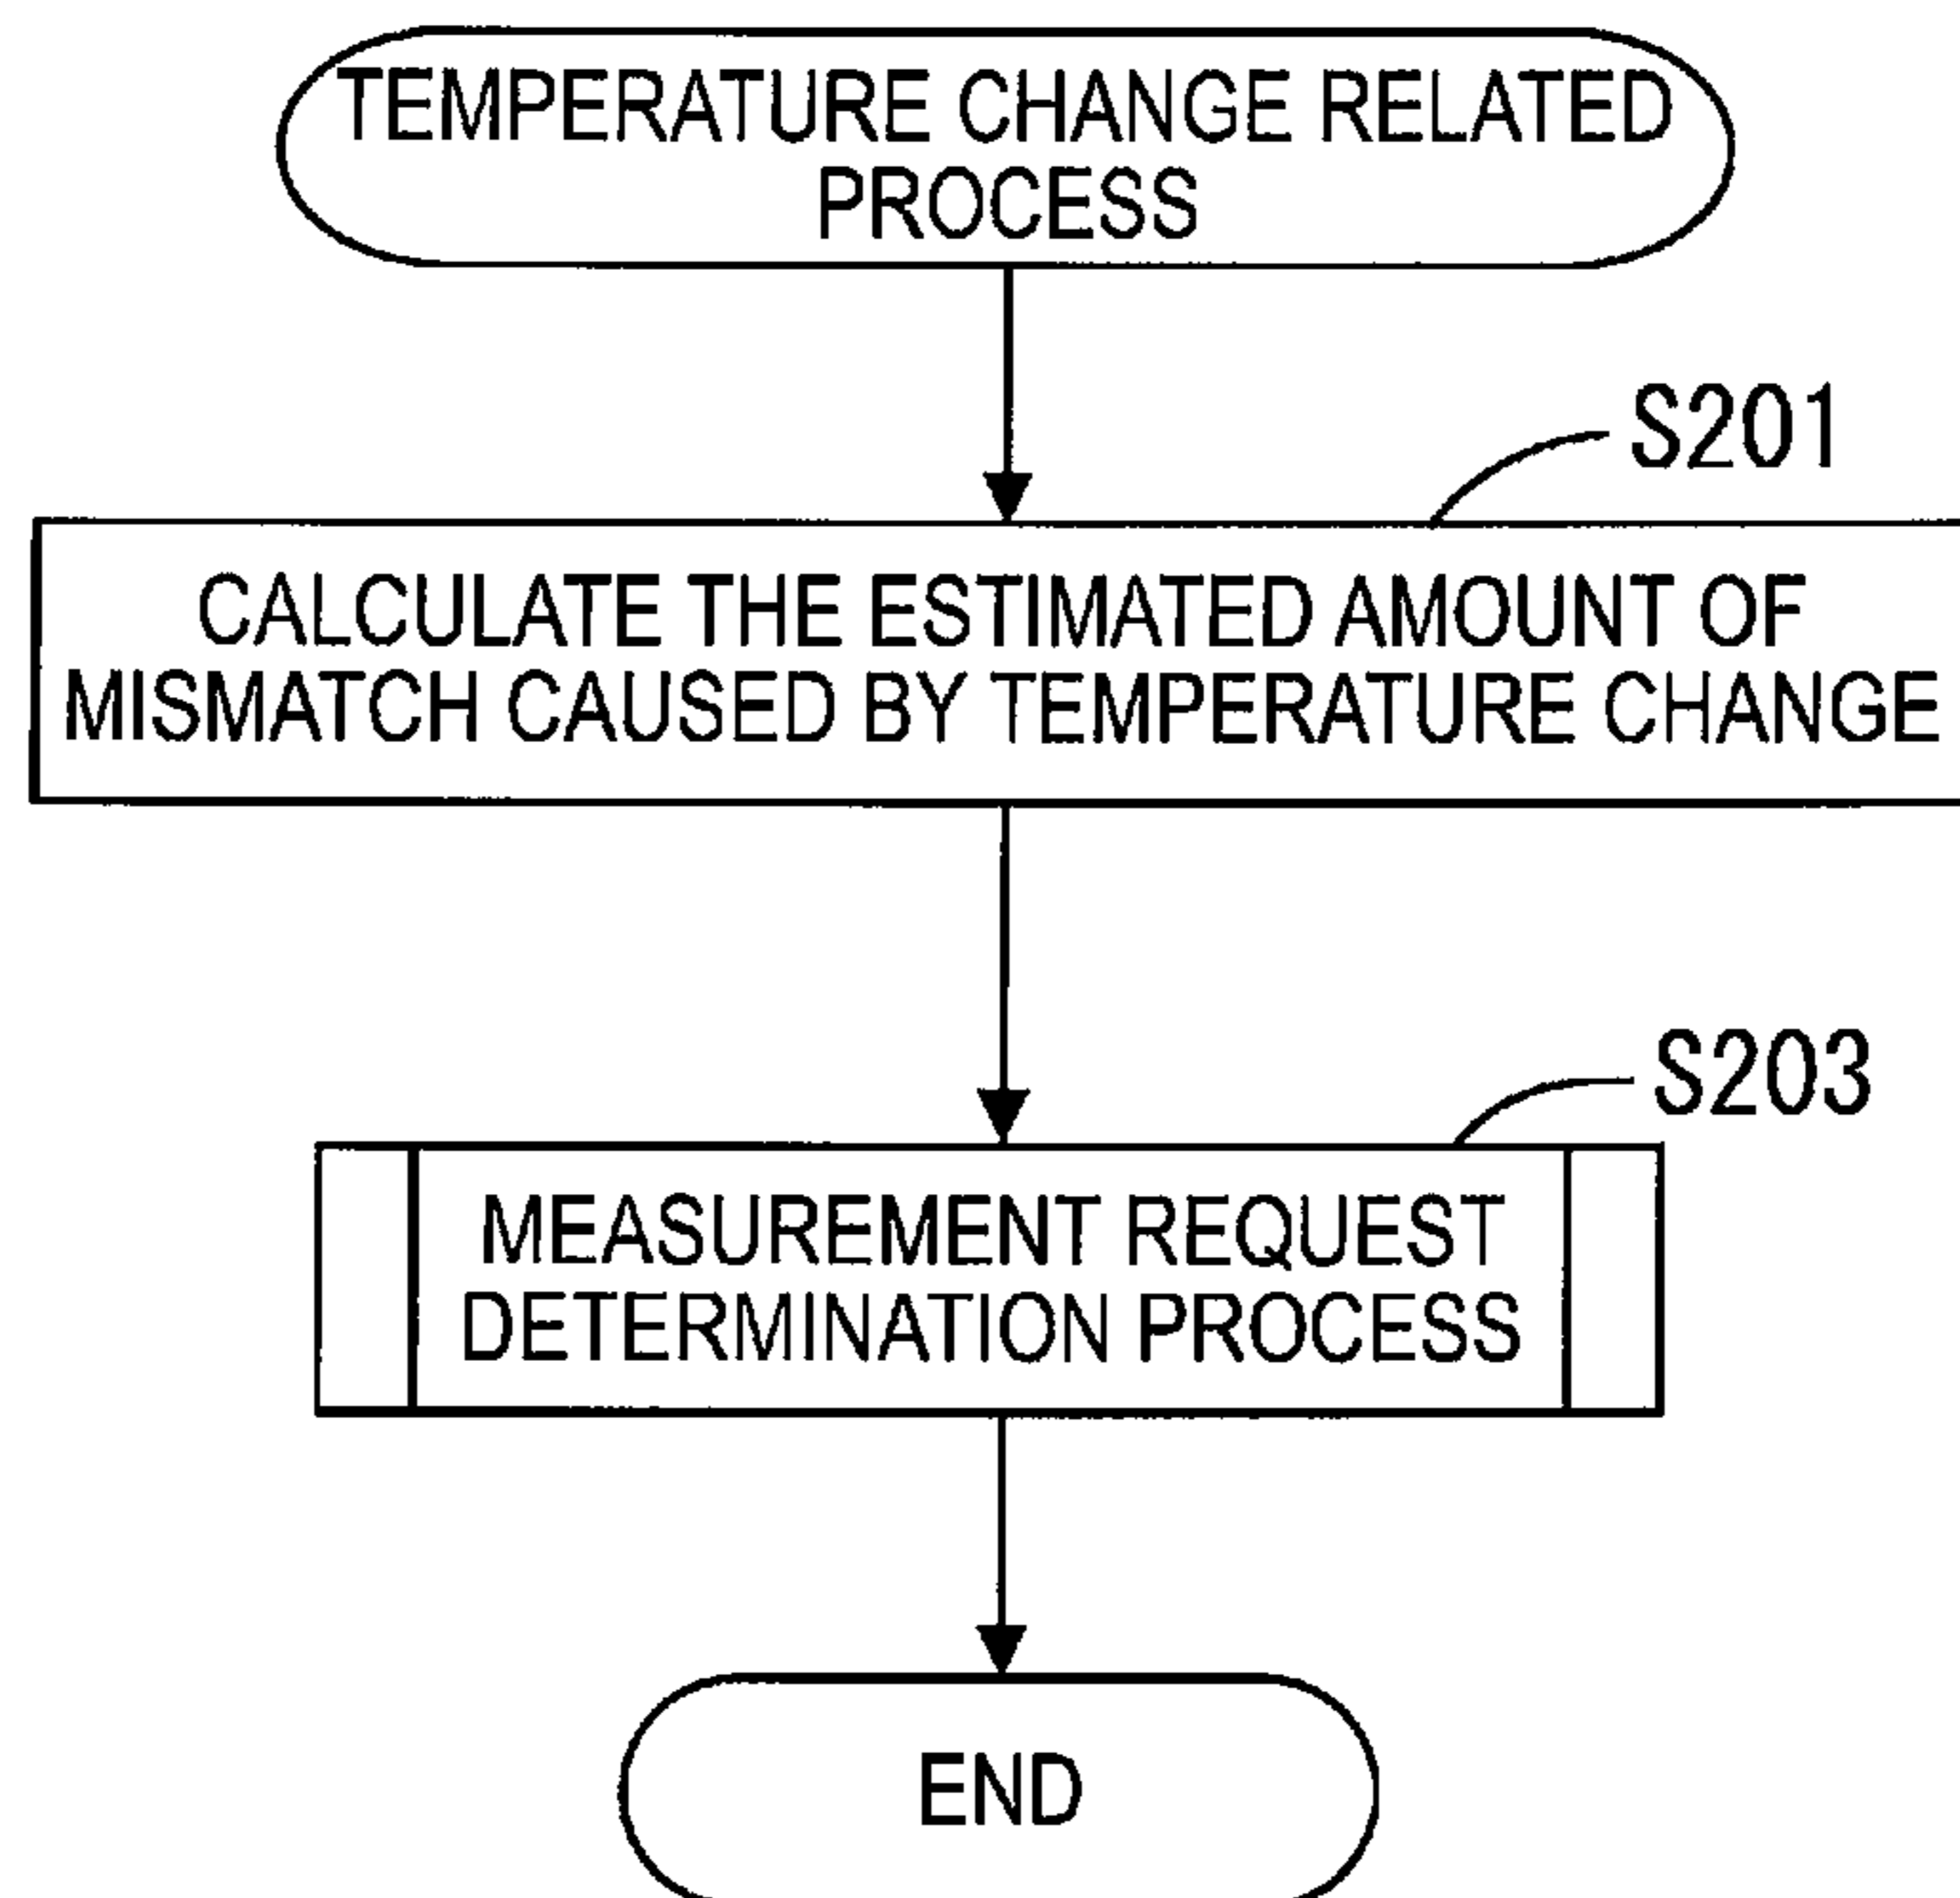 TEMPERATURE CHANGE RELATED
PROCESS
S201
CALCULATE THE ESTIMATED AMOUNT OF
MISMATCH CAUSED BY TEMPERATURE CHANGE
S203
MEASUREMENT REQUEST
DETERMINATION PROCESS
END